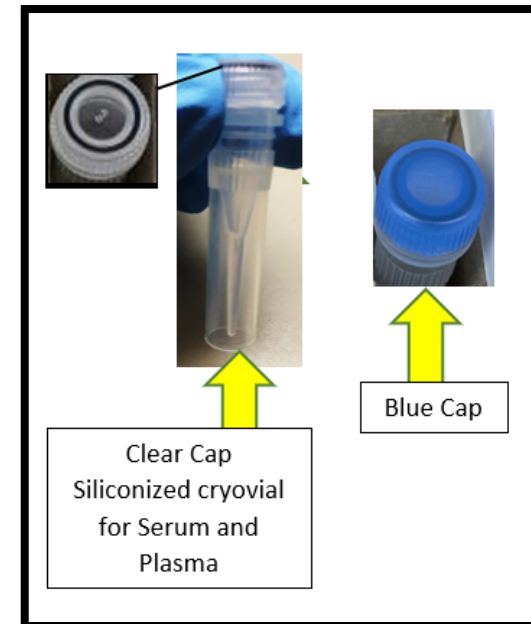 Clear Cap
Siliconized cryovial
for Serum and
Plasma
Blue Cap